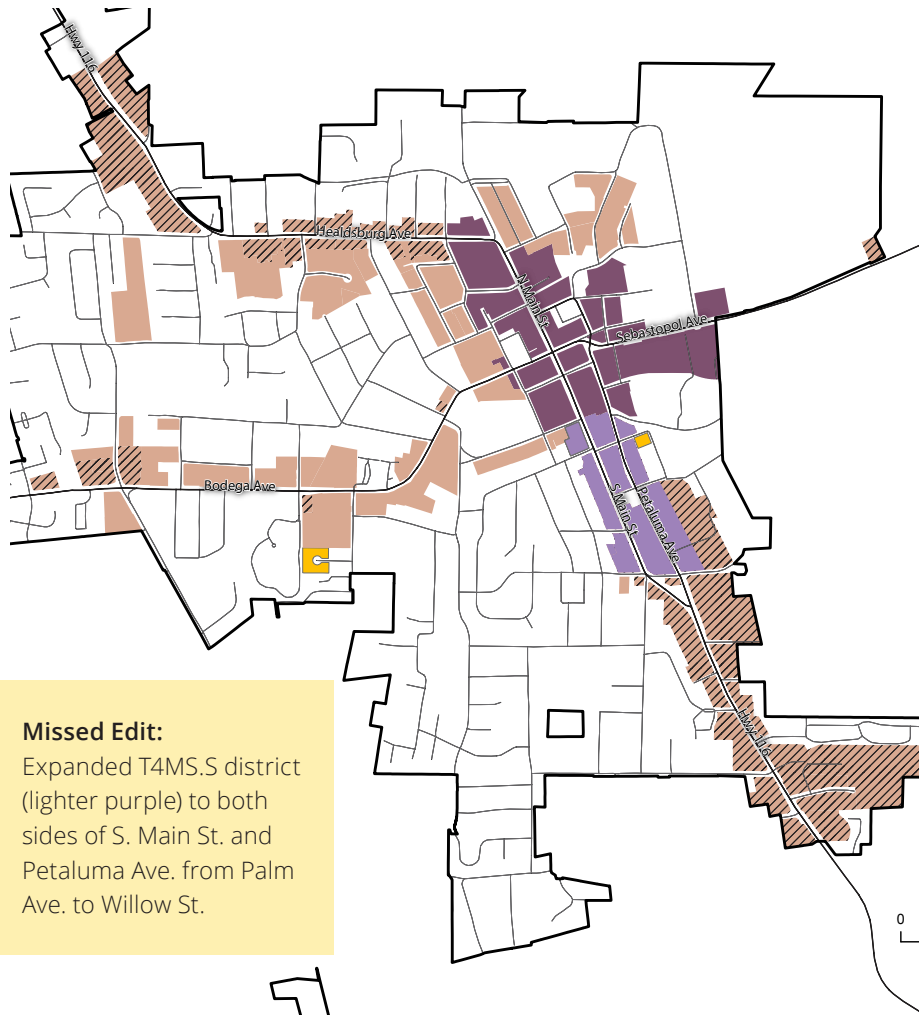 Hwy 116
Healdsburg Ave
N Main St
Sebastopol Ave
Bodega Ave
S Main St
Petaluma Ave
Hwy 116
Missed Edit:
Expanded T4MS.S district
(lighter purple) to both
sides of S. Main St. and
Petaluma Ave. from Palm
Ave. to Willow St.
0